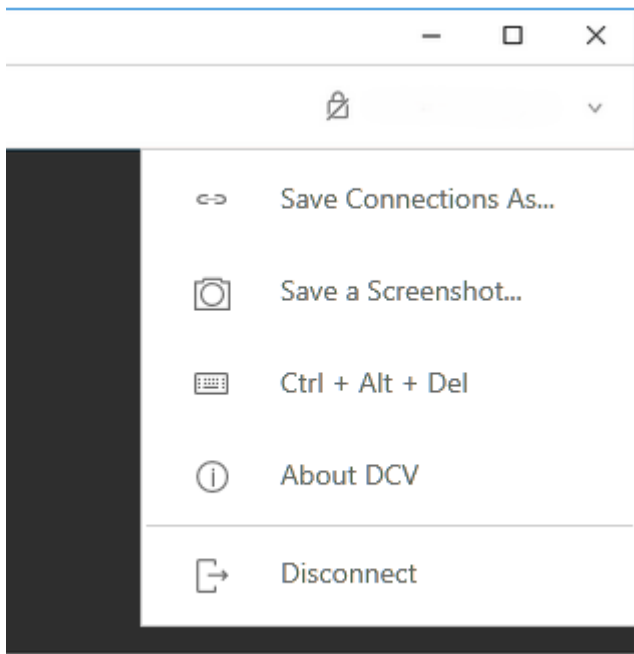 Save Connections As...
Save a Screenshot...
Ctrl + Alt + Del
About DCV
Disconnect